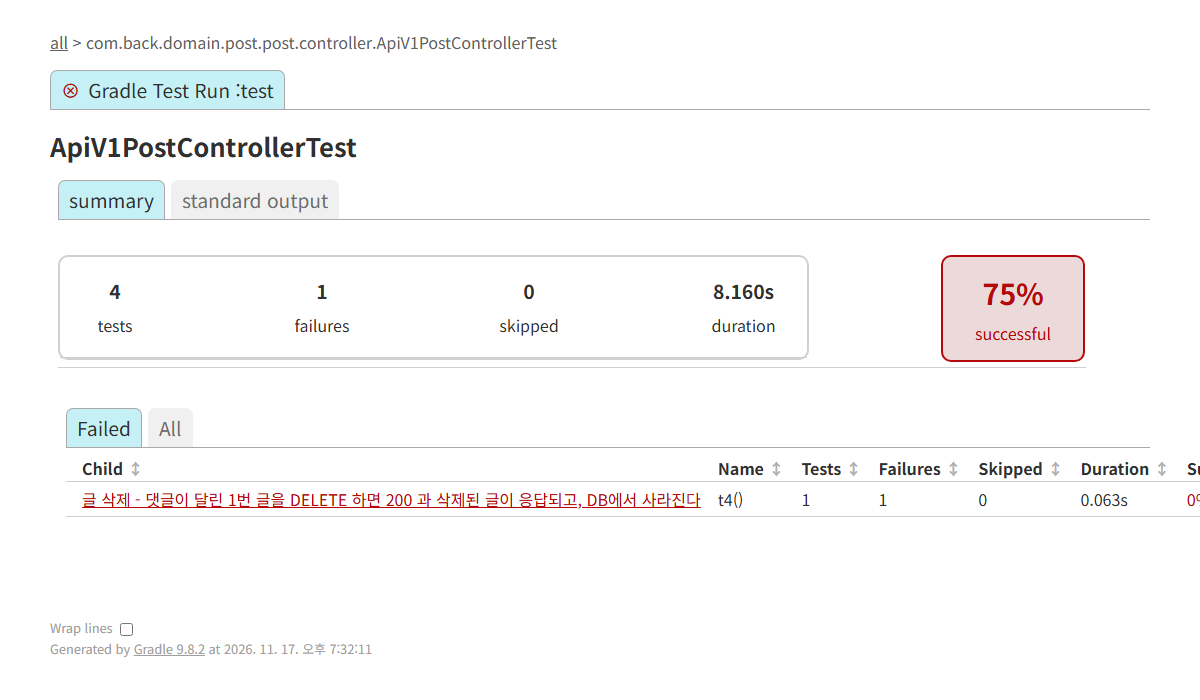 all > com.back.domain.post.post.controller.ApiV1PostControllerTest
Gradle Test Run :test
ApiV1PostControllerTest
summary standard output
4 1 0 8.160s 75%
tests failures skipped duration successful
Failed All
Child Name Tests Failures Skipped Duration
글 삭제 - 댓글이 달린 1번 글을 DELETE 하면 200 과 삭제된 글이 응답되고, DB에서 사라진다 t4() 1 1 0 0.063s
Wrap lines
Generated by Gradle 9.8.2 at 2026. 11. 17. 오후 7:32:11